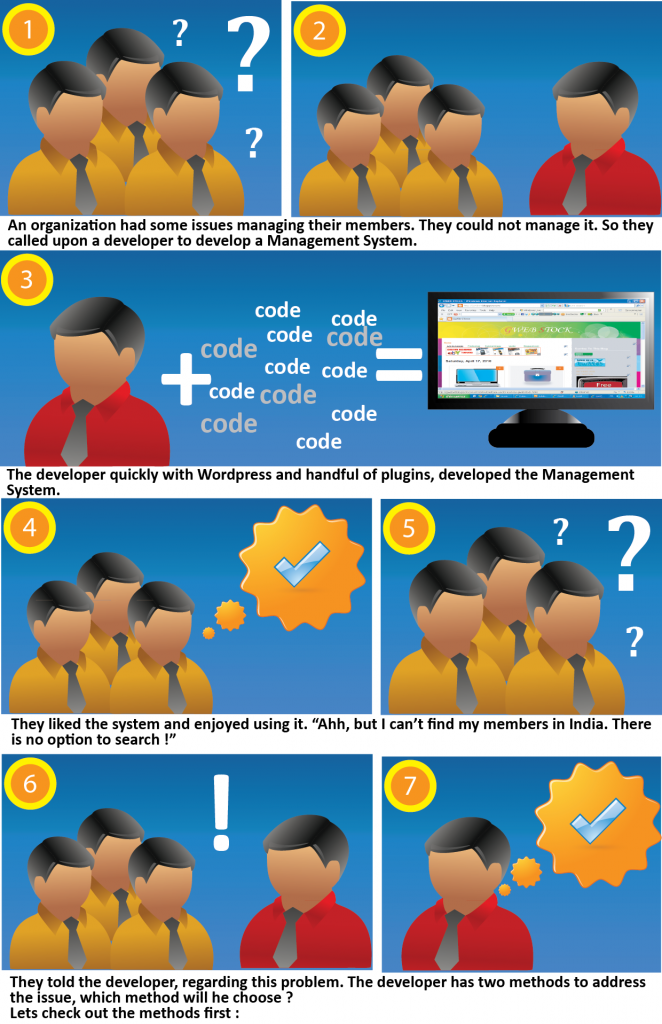 1
?
?
?
2
An organization had some issues managing their members. They could not manage it. So they
called upon a developer to develop a Management System.
3
code
code
code
code
code
code
code
code
code
code
code
code
+
=
WEB TOCK
Saturday, April 17, 2010
Free
The developer quickly with Wordpress and handful of plugins, developed the Management
System.
4
5
?
?
?
They liked the system and enjoyed using it. “Ahh, but I can’t find my members in India. There
is no option to search !”
6
!
7
They told the developer, regarding this problem. The developer has two methods to address
the issue, which method will he choose ?
Lets check out the methods first :